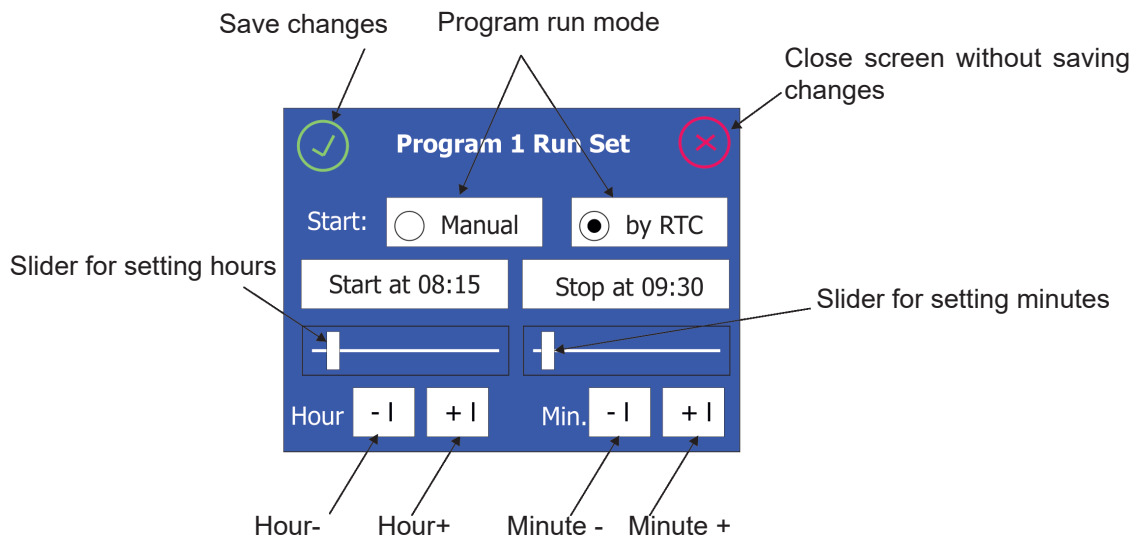 Save changes
Program run mode
Close screen without saving
changes
Program 1 Run Set
Start:
Manual
by RTC
Slider for setting hours
Start at 08:15
Stop at 09:30
Slider for setting minutes
Hour
- I
+ I
Min.
- I
+ I
Hour-
Hour+
Minute -
Minute +